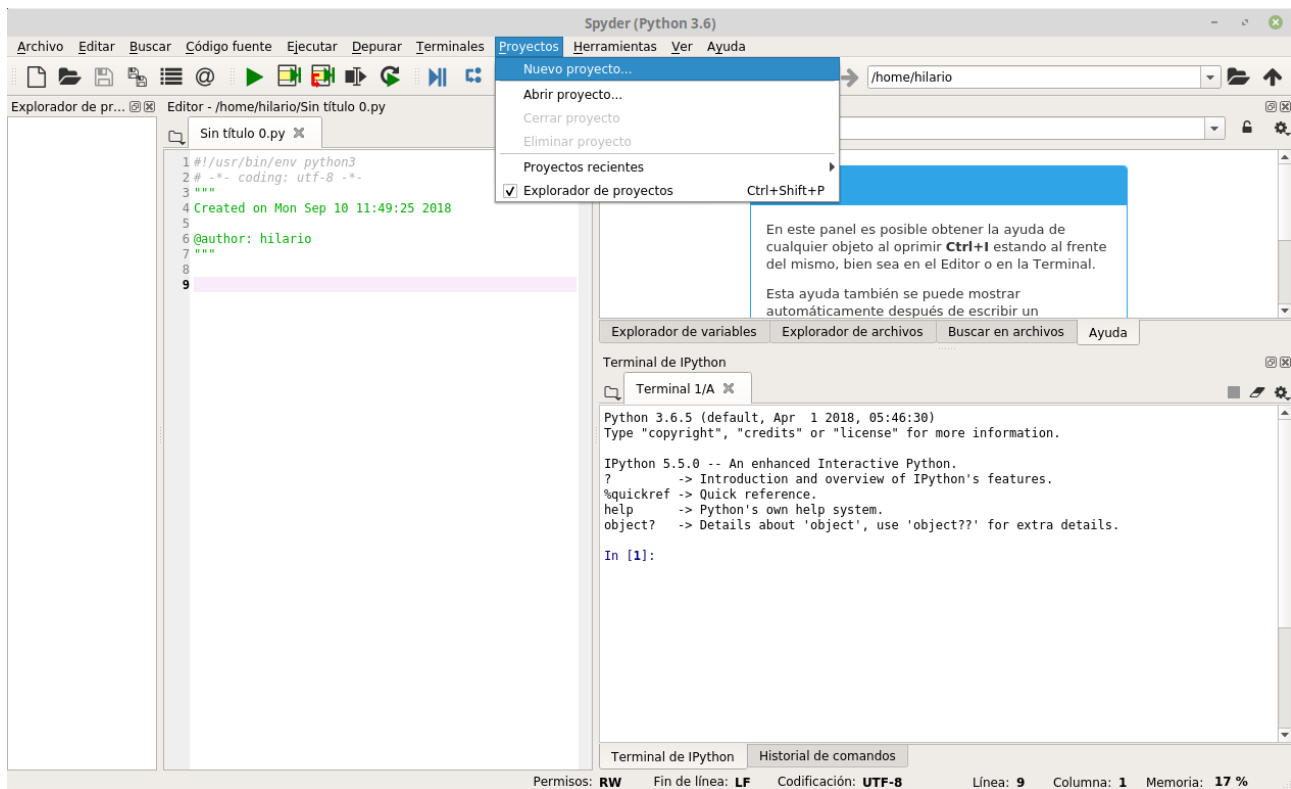 Spyder (Python 3.6)
Archivo Editar Buscar Código fuente Ejecutar Depurar Terminales Proyectos Herramientas Ver Ayuda
Nuevo proyecto...
Abrir proyecto...
Cerrar proyecto
Eliminar proyecto
Proyectos recientes
Explorador de proyectos Ctrl+Shift+P
/home/hilario
Explorador de pr...
Editor - /home/hilario/Sin título 0.py
Sin título 0.py
1 #!/usr/bin/env python3
2 # -*- coding: utf-8 -*-
3 """
4 Created on Mon Sep 10 11:49:25 2018
5
6 @author: hilario
7 """
8
9
En este panel es posible obtener la ayuda de
cualquier objeto al oprimir Ctrl+I estando al frente
del mismo, bien sea en el Editor o en la Terminal.
Esta ayuda también se puede mostrar
automáticamente después de escribir un
Explorador de variables Explorador de archivos Buscar en archivos Ayuda
Terminal de IPython
Terminal 1/A
Python 3.6.5 (default, Apr  1 2018, 05:46:30)
Type "copyright", "credits" or "license" for more information.
IPython 5.5.0 -- An enhanced Interactive Python.
?         -> Introduction and overview of IPython's features.
%quickref -> Quick reference.
help      -> Python's own help system.
object?   -> Details about 'object', use 'object??' for extra details.
In [1]:
Terminal de IPython Historial de comandos
Permisos: RW Fin de línea: LF Codificación: UTF-8 Línea: 9 Columna: 1 Memoria: 17 %